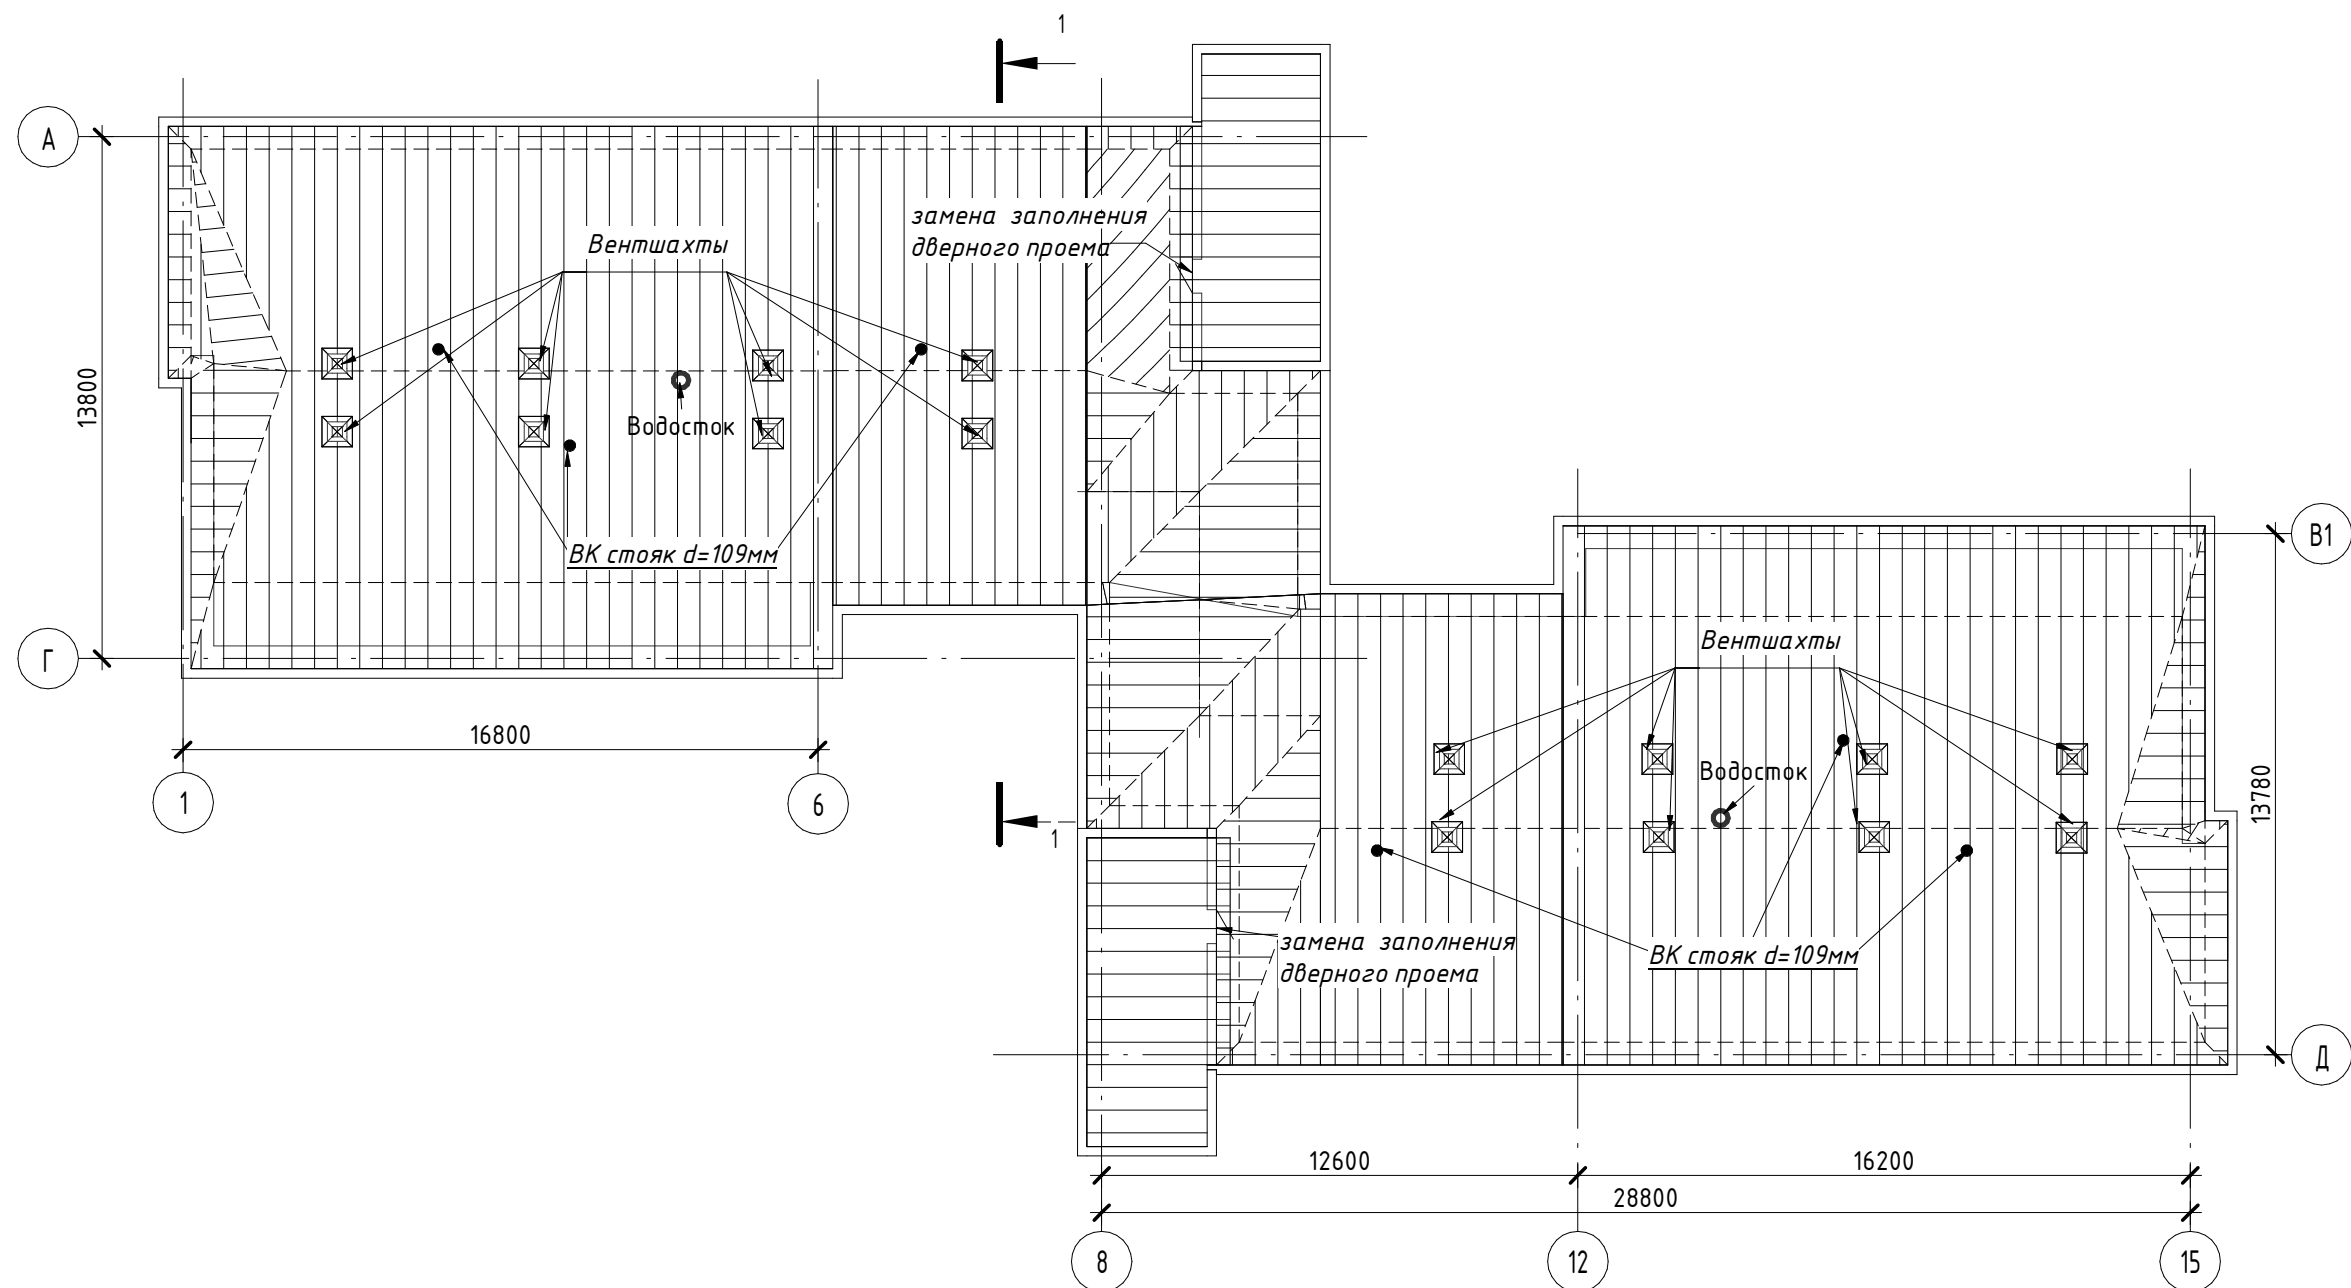 1
А
замена заполнения
дверного проема
Вентшахты
13800
Водосток
ВК стояк d=109мм
В1
Г
Вентшахты
16800
Водосток
13780
1
6
1
замена заполнения
дверного проема
ВК стояк d=109мм
Д
12600
16200
28800
8
12
15